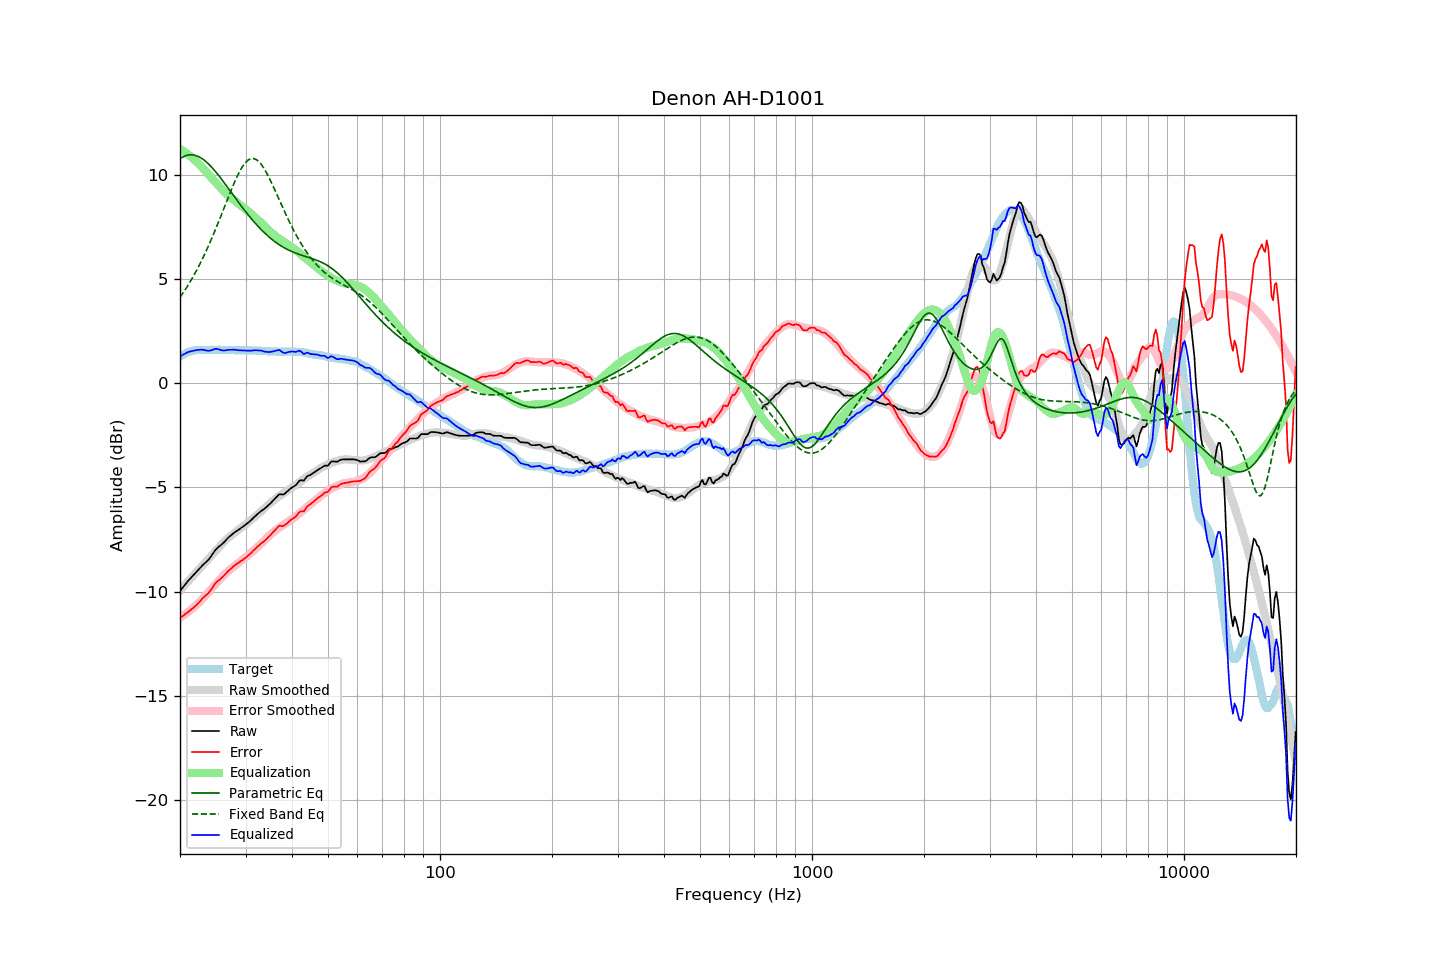 Denon AH-D1001
Amplitude (dBr)
10
5
0
−5
−10
−15
−20
Target
Raw Smoothed
Error Smoothed
Raw
Error
Equalization
Parametric Eq
Fixed Band Eq
Equalized
100
1000
10000
Frequency (Hz)